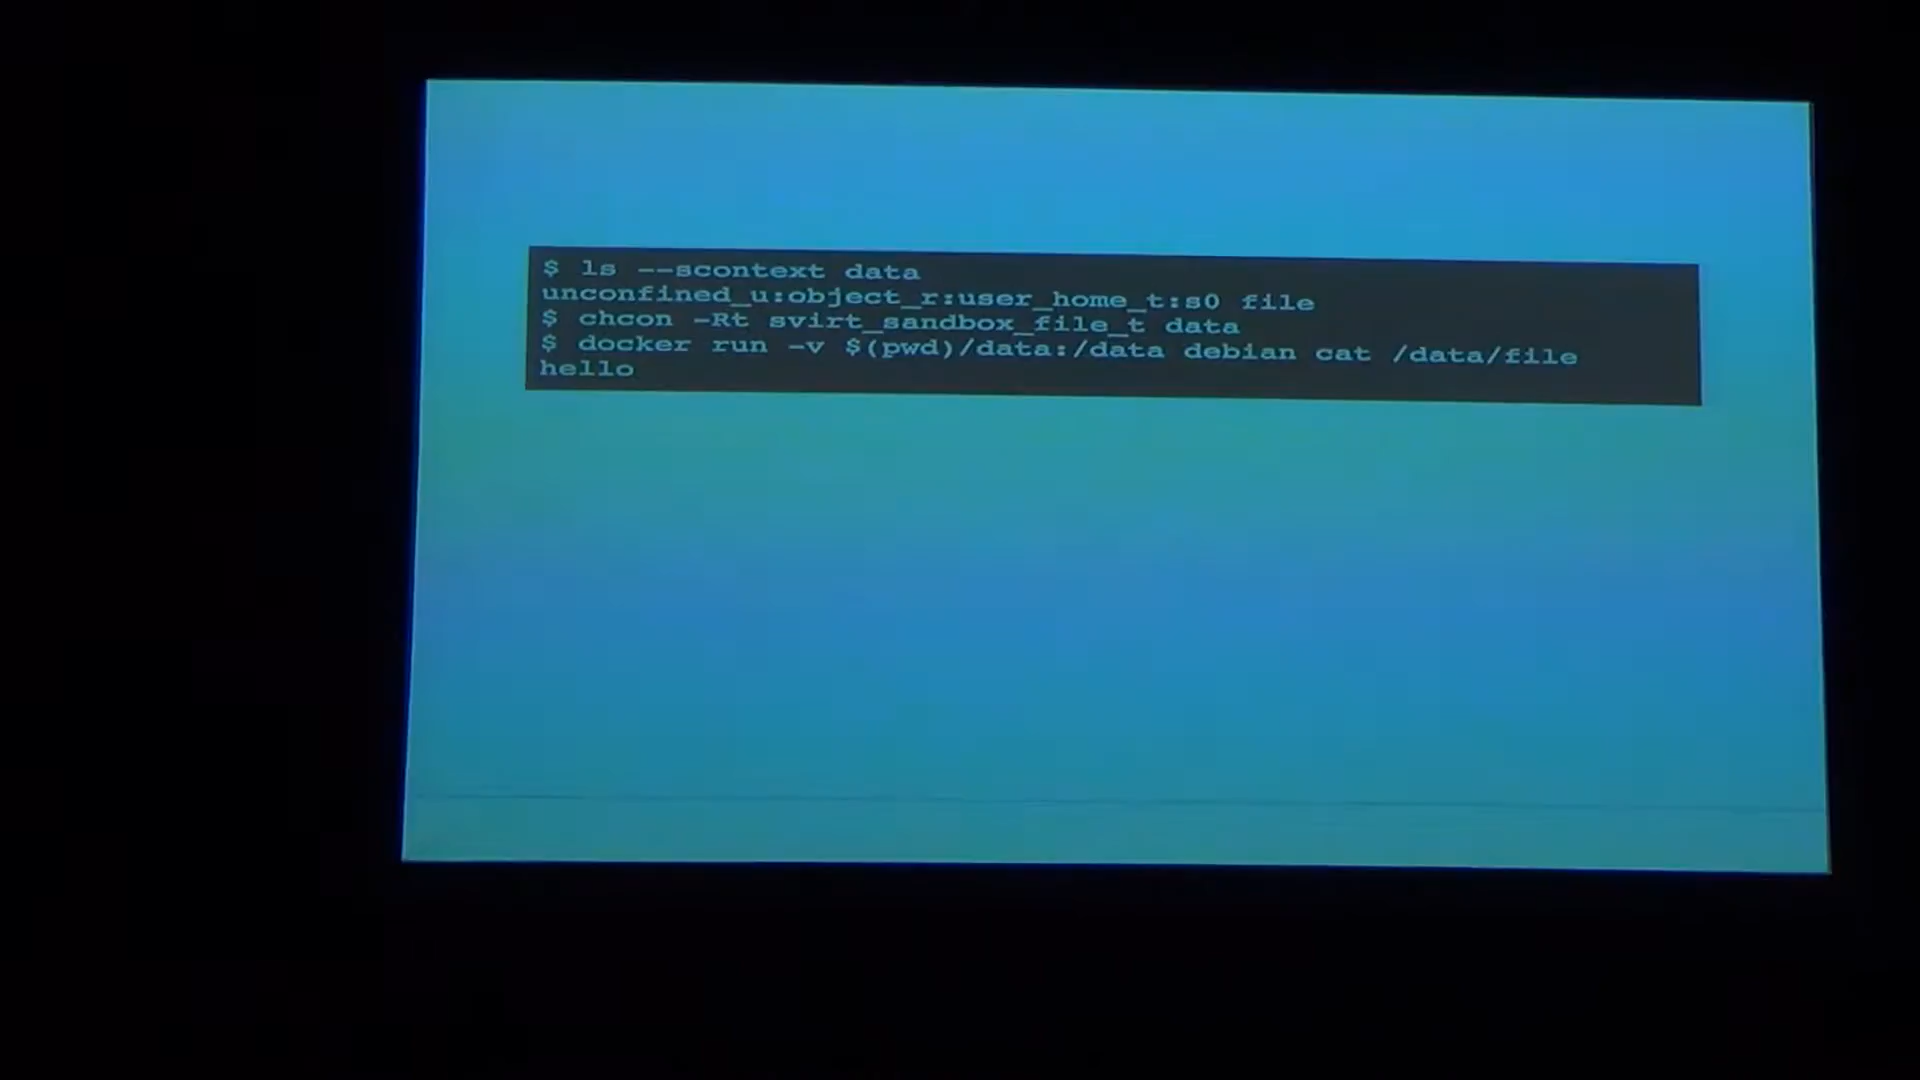 $ ls --scontext data
unconfined_u:object_r:user_home_t:s0 file
$ chcon -Rt svirt_sandbox_file_t data
$ docker run -v $(pwd)/data:/data debian cat /data/file
hello